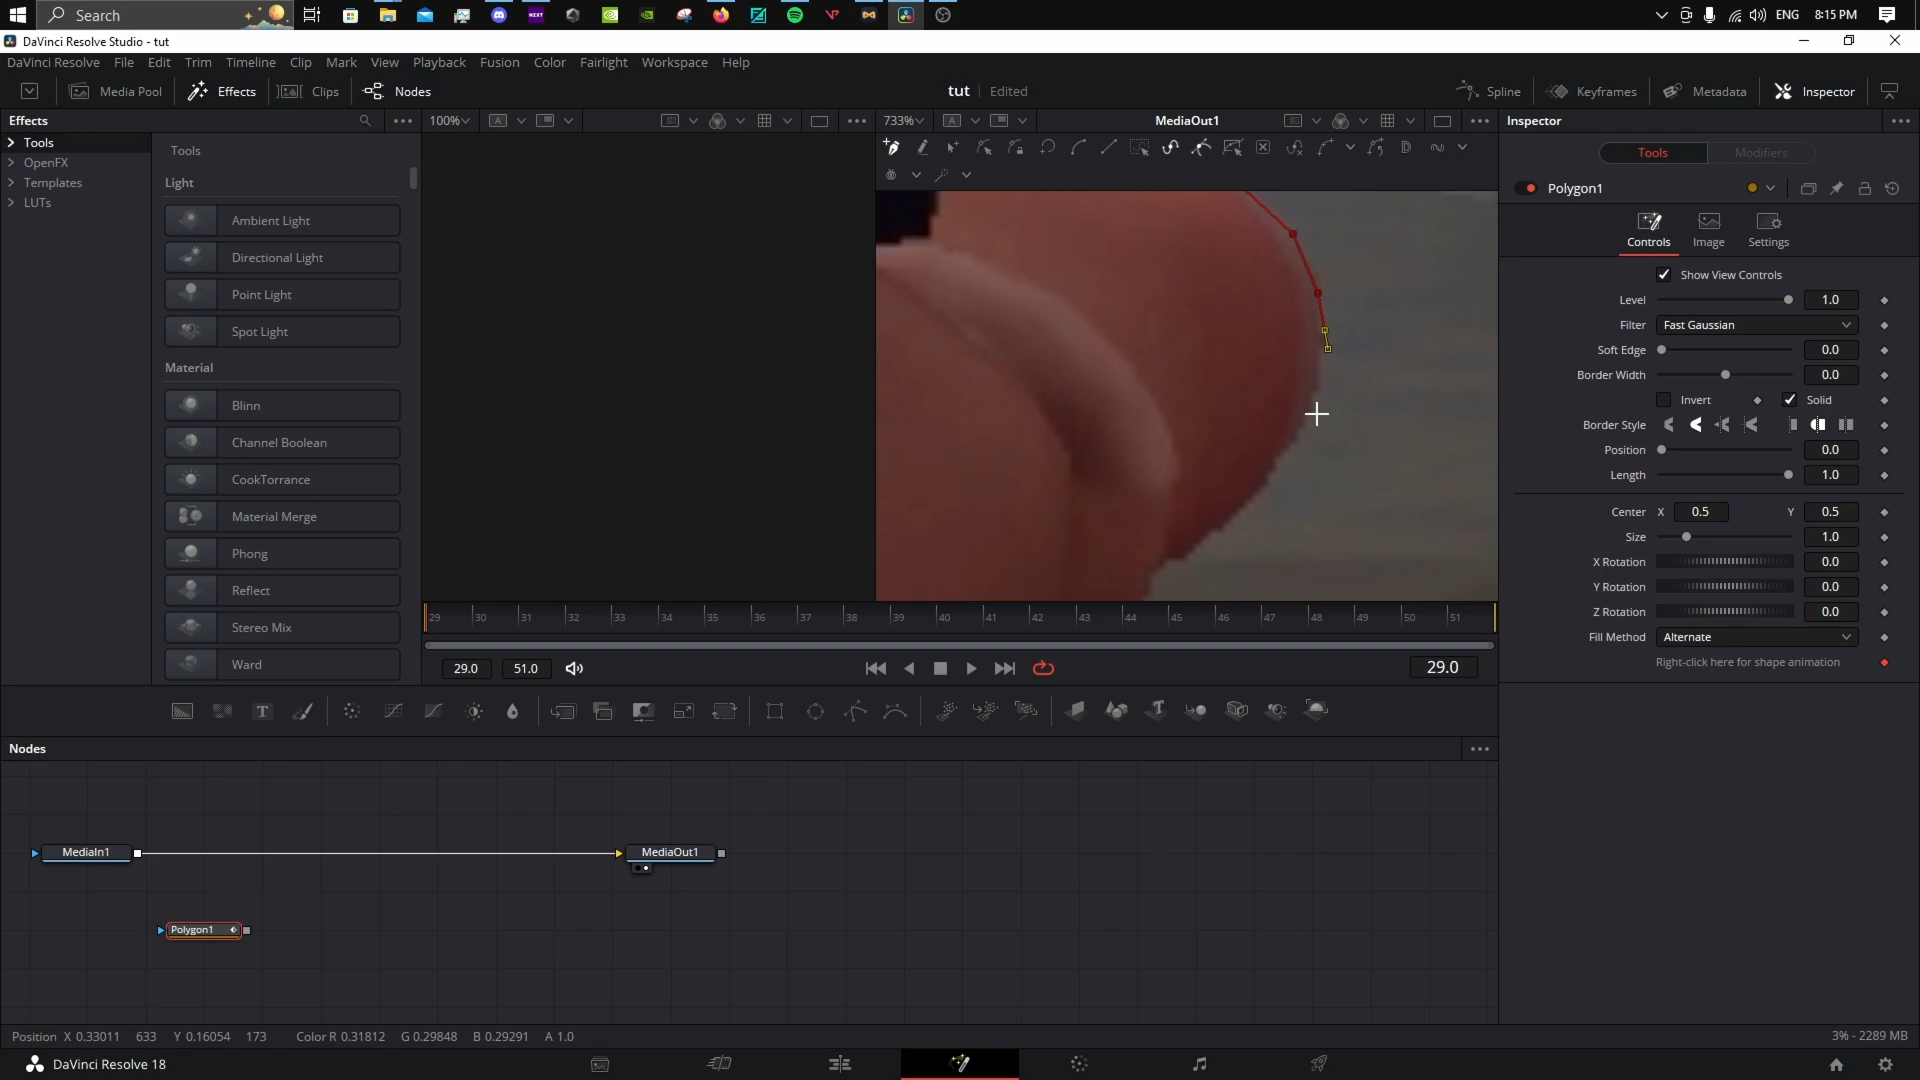 Search
NEXT
ENG
8:15 PM
DaVinci Resolve Studio - tut
DaVinci Resolve File Edit Trim Timeline Clip Mark View Playback Fusion Color Fairlight Workspace Help
Media Pool Effects Clips Nodes
tut Edited
Spline Keyframes Metadata Inspector
Effects
100%
733%
MediaOut1
Inspector
Tools
OpenFX
Templates
LUTs
Tools
Light
Ambient Light
Directional Light
Point Light
Spot Light
Material
Blinn
Channel Boolean
CookTorrance
Material Merge
Phong
Reflect
Stereo Mix
Ward
Tools Modifiers
Polygon1
Controls Image Settings
Show View Controls
Level 1.0
Filter Fast Gaussian
Soft Edge 0.0
Border Width 0.0
Invert Solid
Border Style
Position 0.0
Length 1.0
Center X 0.5 Y 0.5
Size 1.0
X Rotation 0.0
Y Rotation 0.0
Z Rotation 0.0
Fill Method Alternate
Right-click here for shape animation
29 30 31 32 33 34 35 36 37 38 39 40 41 42 43 44 45 46 47 48 49 50 51
29.0 51.0 29.0
Nodes
MediaIn1
MediaOut1
Polygon1
Position X 0.33011 633 Y 0.16054 173 Color R 0.31812 G 0.29848 B 0.29291 A 1.0
3% - 2289 MB
DaVinci Resolve 18